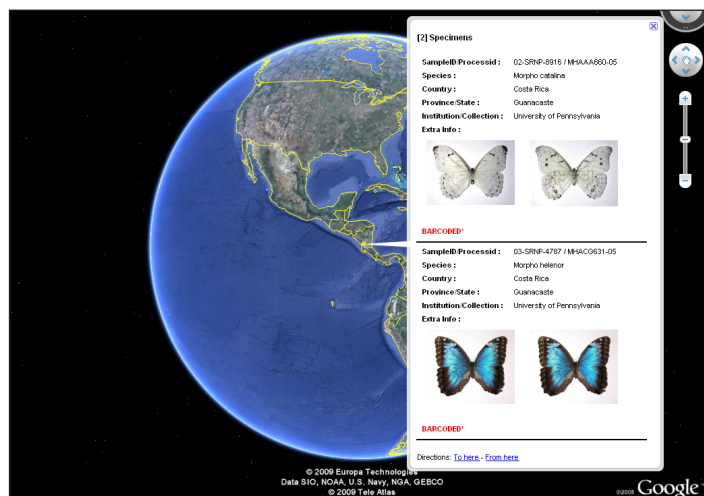 [2] Specimens
SampleID/Processid : 02-SRNP-8916 / MHAAA660-05
Species : Morpho catalina
Country : Costa Rica
Province/State : Guanacaste
Institution/Collection : University of Pennsylvania
Extra Info :
BARCODED*
SampleID/Processid : 03-SRNP-4787 / MHACG631-05
Species : Morpho helenor
Country : Costa Rica
Province/State : Guanacaste
Institution/Collection : University of Pennsylvania
Extra Info :
BARCODED*
Directions: To here - From here
© 2009 Europa Technologies
Data SIO, NOAA, U.S. Navy, NGA, GEBCO
© 2009 Tele Atlas
©2008 Google